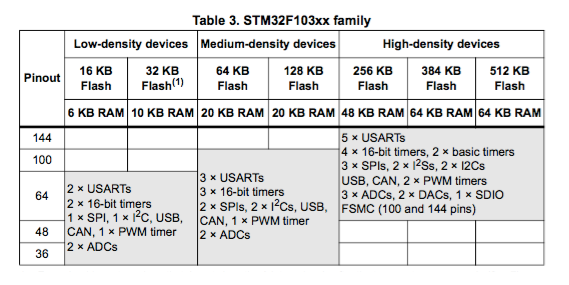 Table 3. STM32F103xx family
Pinout
Low-density devices
Medium-density devices
High-density devices
16 KB Flash
32 KB Flash(1)
64 KB Flash
128 KB Flash
256 KB Flash
384 KB Flash
512 KB Flash
6 KB RAM
10 KB RAM
20 KB RAM
20 KB RAM
48 KB RAM
64 KB RAM
64 KB RAM
144
100
64
48
36
2 × USARTs
2 × 16-bit timers
1 × SPI, 1 × I2C, USB,
CAN, 1 × PWM timer
2 × ADCs
3 × USARTs
3 × 16-bit timers
2 × SPIs, 2 × I2Cs, USB,
CAN, 1 × PWM timer
2 × ADCs
5 × USARTs
4 × 16-bit timers, 2 × basic timers
3 × SPIs, 2 × I2Ss, 2 × I2Cs
USB, CAN, 2 × PWM timers
3 × ADCs, 2 × DACs, 1 × SDIO
FSMC (100 and 144 pins)